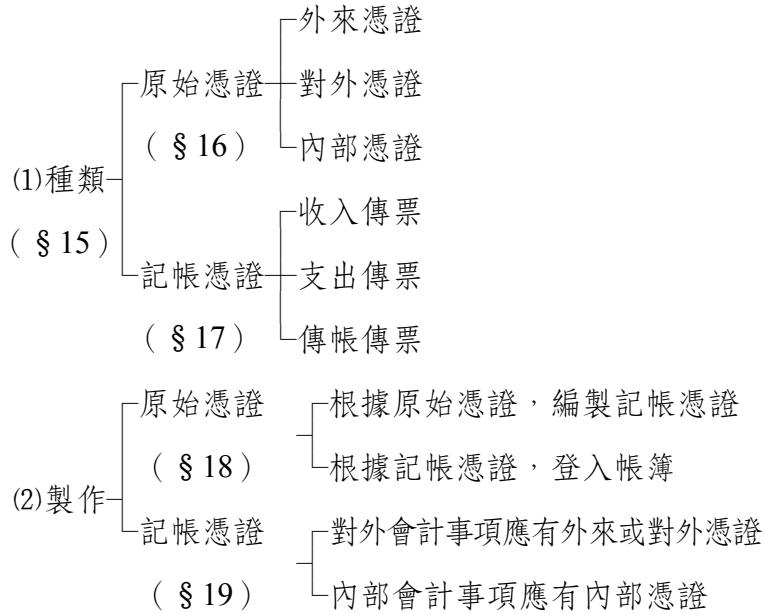 外來憑證
原始憑證
對外憑證
(§16)
內部憑證
⑴種類
(§15)
收入傳票
記帳憑證
支出傳票
(§17)
傳帳傳票
原始憑證
根據原始憑證,編製記帳憑證
(§18)
根據記帳憑證,登入帳簿
⑵製作
記帳憑證
對外會計事項應有外來或對外憑證
(§19)
內部會計事項應有內部憑證